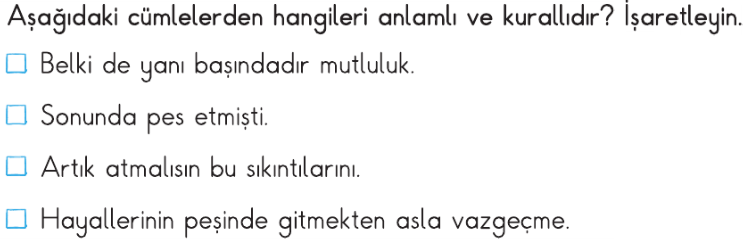 Aşağıdaki cümlelerden hangileri anlamlı ve kurallıdır? İşaretleyin.
Belki de yanı başındadır mutluluk.
Sonunda pes etmişti.
Artık atmalısın bu sıkıntılarını.
Hayallerinin peşinde gitmekten asla vazgeçme.